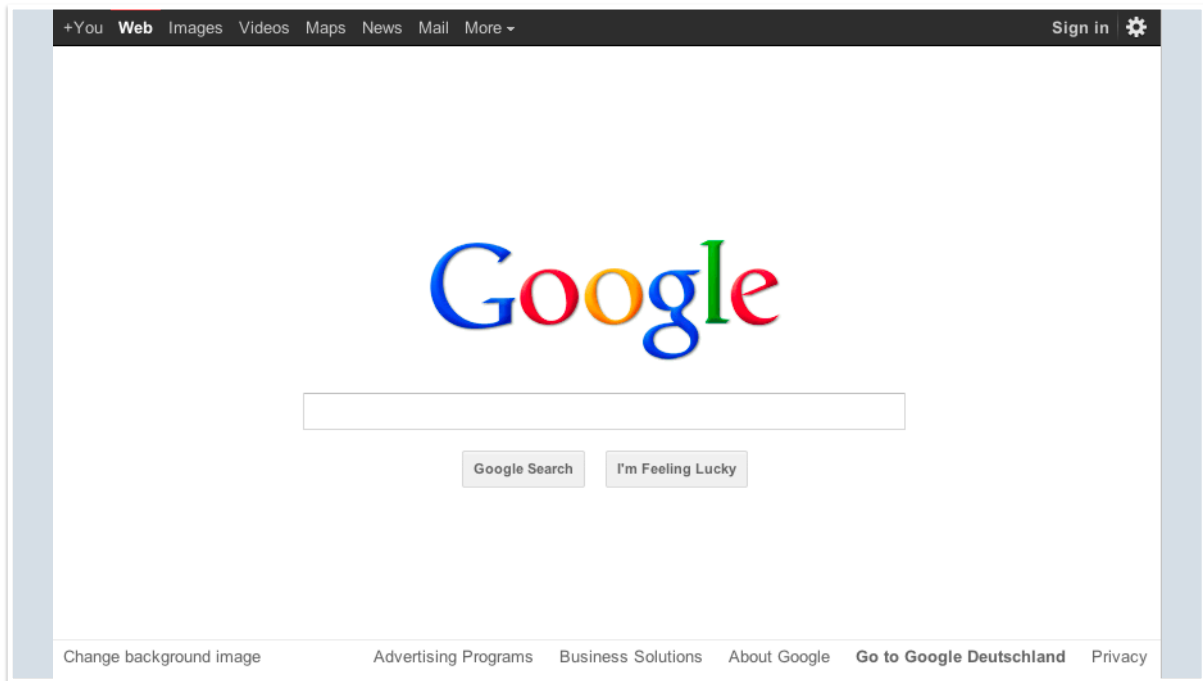 +You Web Images Videos Maps News Mail More Sign in
Google
Google Search I'm Feeling Lucky
Change background image Advertising Programs Business Solutions About Google Go to Google Deutschland Privacy